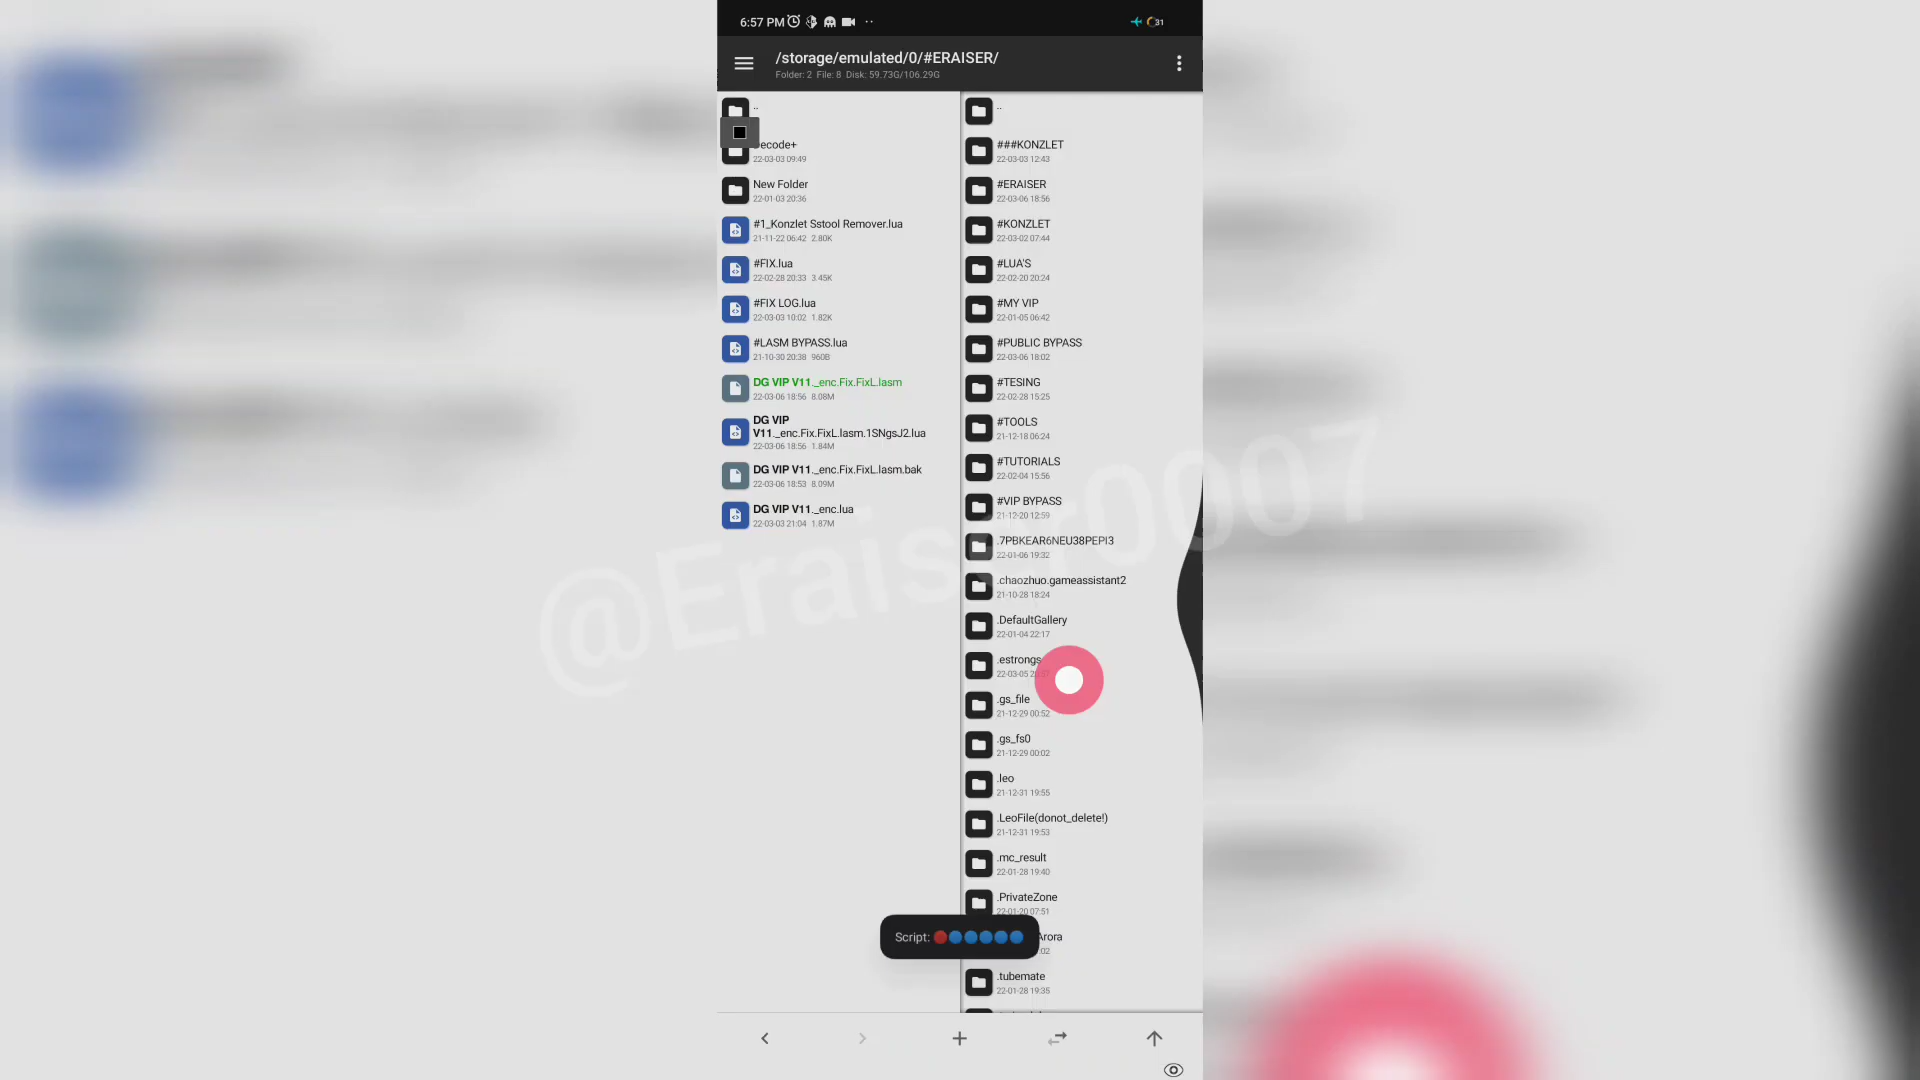 6:57 PM
31
/storage/emulated/0/#ERAISER/
Folder: 2 File: 8 Disk: 59.73G/106.29G
..
ecode+
22-03-03 09:49
New Folder
22-01-03 20:36
#1_Konzlet Sstool Remover.lua
21-11-22 06:42 2.80K
#FIX.lua
22-02-28 20:33 3.45K
#FIX LOG.lua
22-03-03 10:02 1.82K
#LASM BYPASS.lua
21-10-30 20:38 960B
DG VIP V11._enc.Fix.FixL.lasm
22-03-06 18:56 8.08M
DG VIP
V11._enc.Fix.FixL.lasm.1SNgsJ2.lua
22-03-06 18:56 1.84M
DG VIP V11._enc.Fix.FixL.lasm.bak
22-03-06 18:53 8.09M
DG VIP V11._enc.lua
22-03-03 21:04 1.87M
..
###KONZLET
22-03-03 12:43
#ERAISER
22-03-06 18:56
#KONZLET
22-03-02 07:44
#LUA'S
22-02-20 20:24
#MY VIP
22-01-05 06:42
#PUBLIC BYPASS
22-03-06 18:02
#TESING
22-02-28 15:25
#TOOLS
21-12-18 06:24
#TUTORIALS
22-02-04 15:56
#VIP BYPASS
21-12-20 12:59
.7PBKEAR6NEU38PEPI3
22-01-06 19:32
.chaozhuo.gameassistant2
21-10-28 18:24
.DefaultGallery
22-01-04 22:17
.estrongs
22-03-05
.gs_file
21-12-29 00:52
.gs_fs0
21-12-29 00:02
.leo
21-12-31 19:55
.LeoFile(donot_delete!)
21-12-31 19:53
.mc_result
22-01-28 19:40
.PrivateZone
22-01-20 07:51
Arora
:02
.tubemate
22-01-28 19:35
Script:
@Eraiser0007